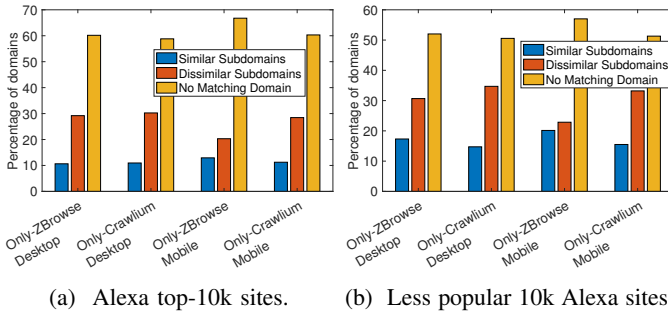 Percentage of domains
70
60
50
40
30
20
10
0
Similar Subdomains
Dissimilar Subdomains
No Matching Domain
Only-ZBrowse
Desktop
Only-Crawlium
Desktop
Only-ZBrowse
Mobile
Only-Crawlium
Mobile
(a) Alexa top-10k sites.
Percentage of domains
60
50
40
30
20
10
0
Similar Subdomains
Dissimilar Subdomains
No Matching Domain
Only-ZBrowse
Desktop
Only-Crawlium
Desktop
Only-ZBrowse
Mobile
Only-Crawlium
Mobile
(b) Less popular 10k Alexa sites